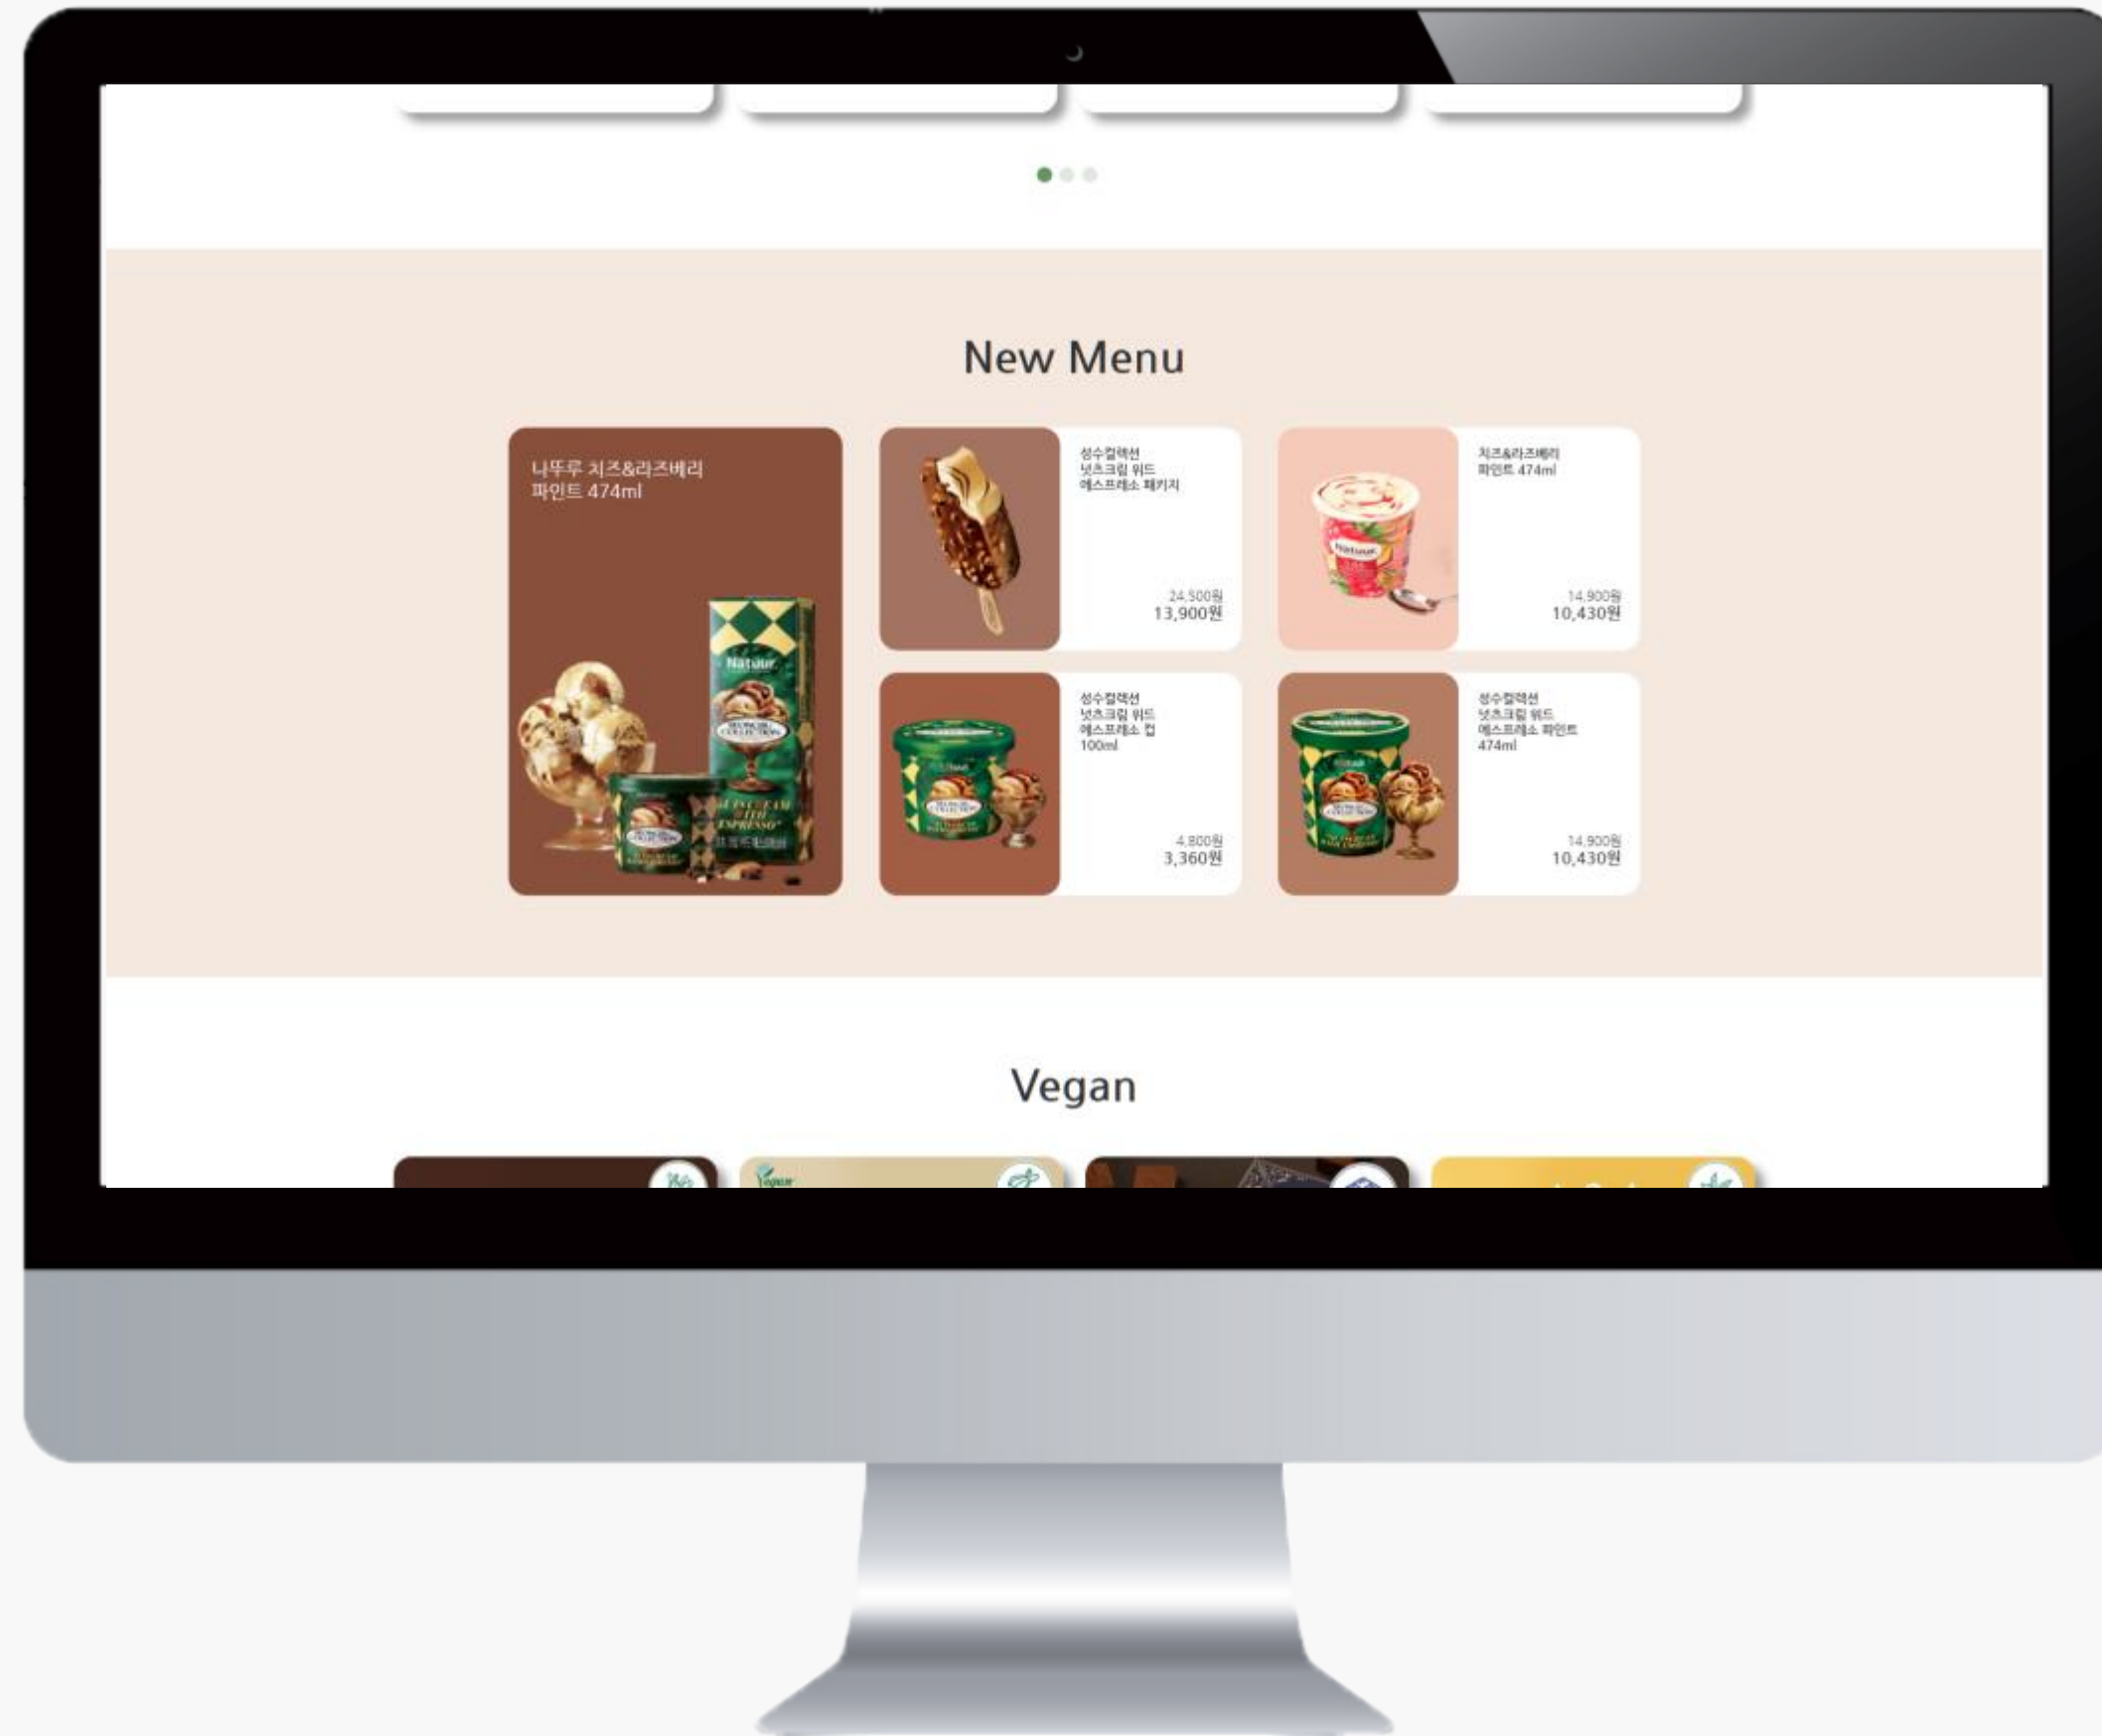 New Menu
나뚜루 치즈&라즈베리
파인트 474ml
Natuur
성수컬렉션
넛츠크림 위드
에스프레소 패키지
24,500원
13,900원
치즈&라즈베리
파인트 474ml
Natuur
14,900원
10,430원
성수컬렉션
넛츠크림 위드
에스프레소 컵
100ml
4,800원
3,360원
성수컬렉션
넛츠크림 위드
에스프레소 파인트
474ml
14,900원
10,430원
Vegan
Vegan